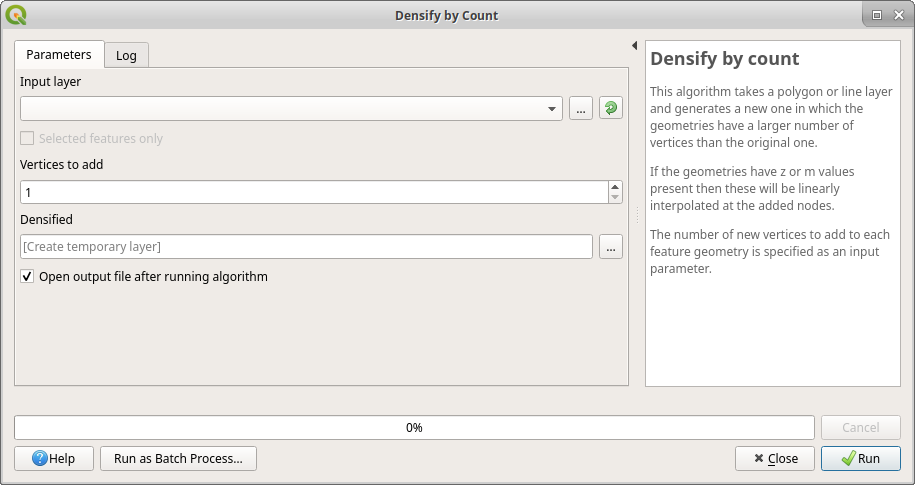 Densify by Count
Parameters
Log
Input layer
...
Selected features only
Vertices to add
1
Densified
[Create temporary layer]
...
Open output file after running algorithm
Densify by count
This algorithm takes a polygon or line layer
and generates a new one in which the
geometries have a larger number of
vertices than the original one.
If the geometries have z or m values
present then these will be linearly
interpolated at the added nodes.
The number of new vertices to add to each
feature geometry is specified as an input
parameter.
0%
Cancel
Help
Run as Batch Process...
Close
Run